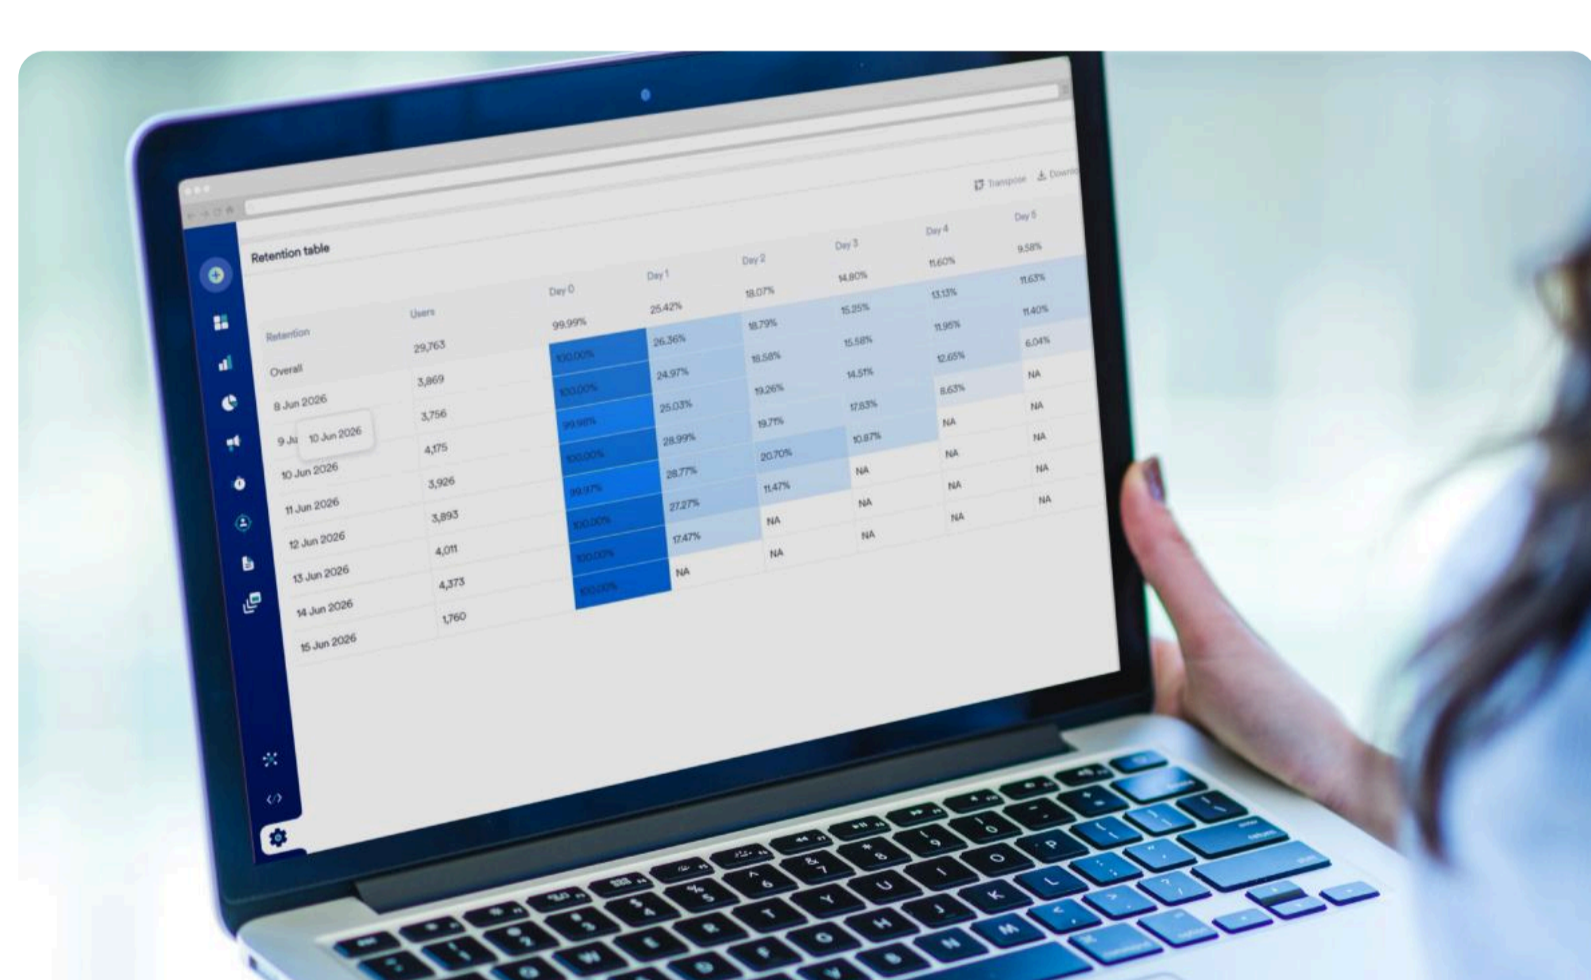 Transpose
Retention table
Retention Users Day 0 Day 1 Day 2 Day 3 Day 4 Day 5
Overall 29,763 99.99% 25.42% 18.07% 14.80% 11.60% 9.58%
8 Jun 2026 3,869 100.00% 26.36% 18.79% 15.25% 13.13% 11.63%
9 Ju 3,756 100.00% 24.97% 18.58% 15.58% 11.95% 11.40%
10 Jun 2026
10 Jun 2026 4,175 99.98% 25.03% 19.26% 14.51% 12.65% 6.04%
11 Jun 2026 3,926 100.00% 28.99% 19.71% 17.83% 8.63% NA
12 Jun 2026 3,893 99.97% 28.77% 20.70% 10.87% NA NA
13 Jun 2026 4,011 100.00% 27.27% 11.47% NA NA NA
14 Jun 2026 4,373 100.00% 17.47% NA NA NA NA
15 Jun 2026 1,760 100.00% NA NA NA NA NA